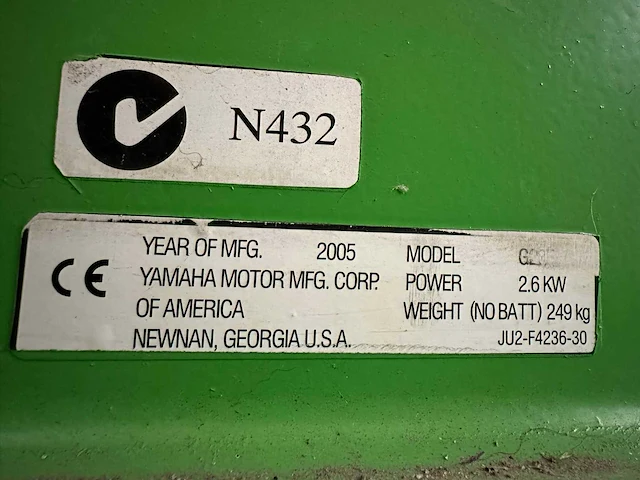 N432
CE
YEAR OF MFG. 2005
YAMAHA MOTOR MFG. CORP.
OF AMERICA
NEWNAN, GEORGIA U.S.A.
MODEL
POWER 2.6 KW
WEIGHT (NO BATT) 249 kg
JU2-F4236-30